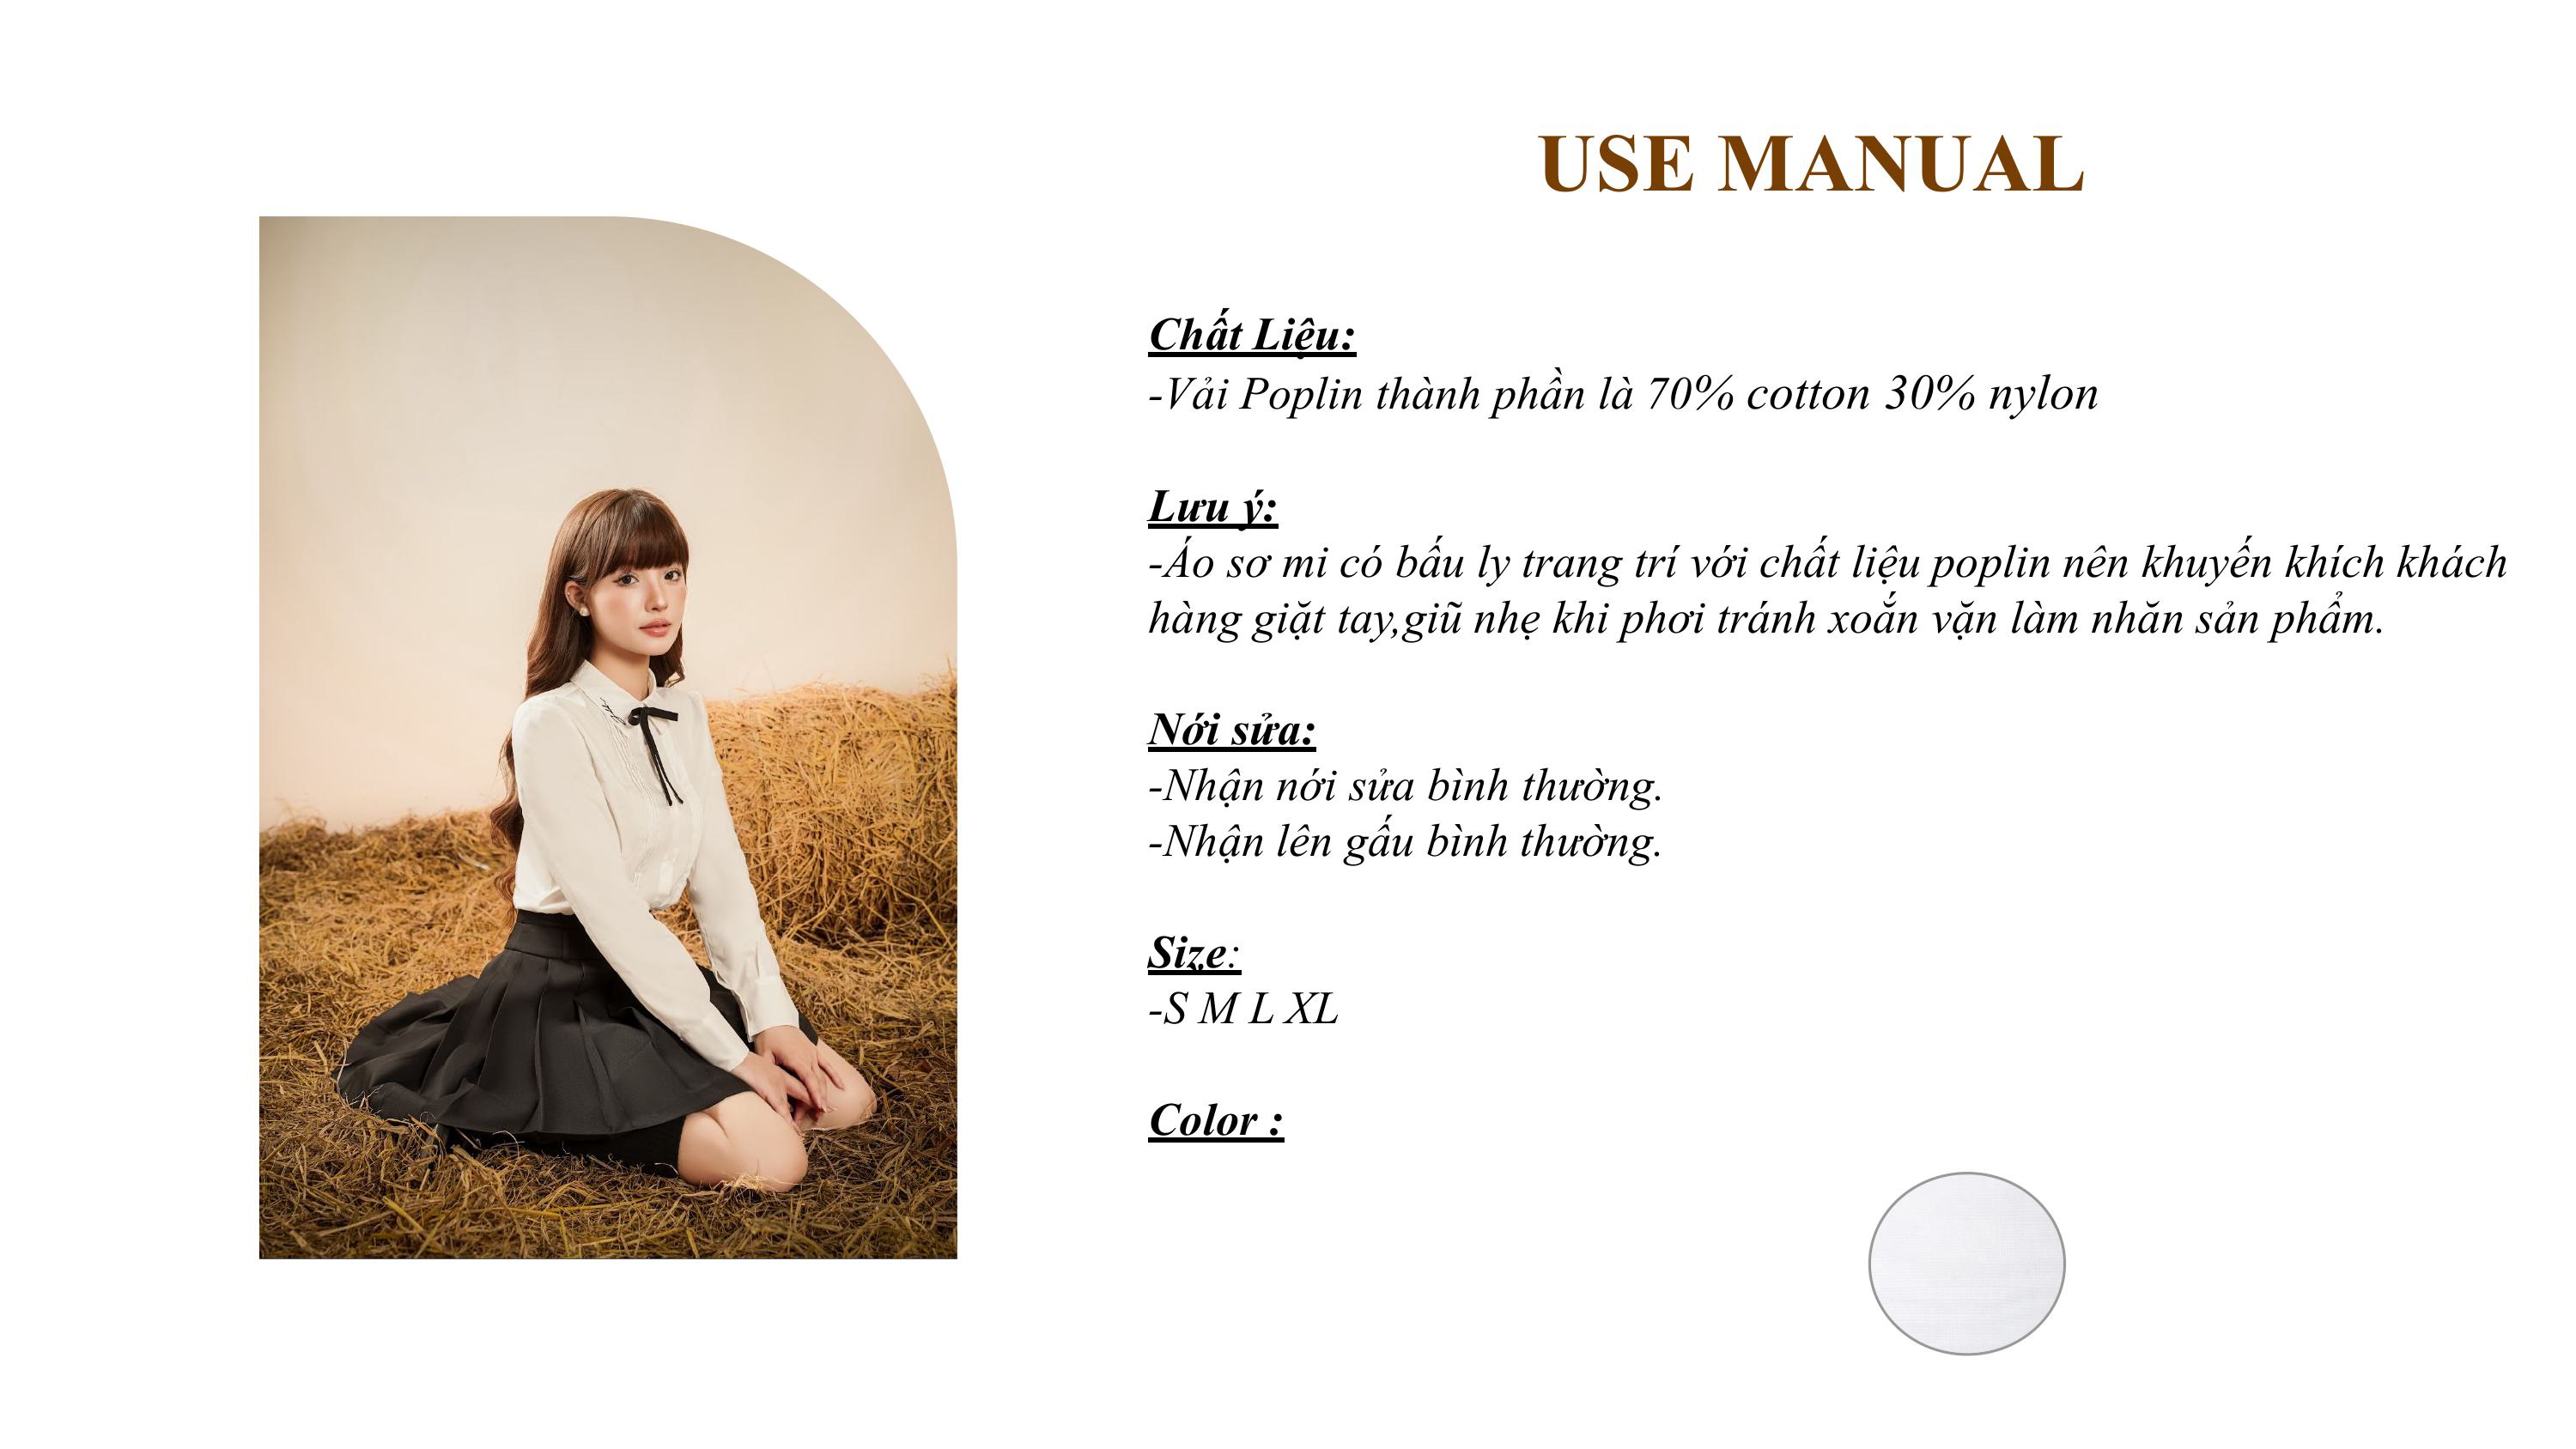 USE MANUAL
Chất Liệu:
-Vải Poplin thành phần là 70% cotton 30% nylon
Lưu ý:
-Áo sơ mi có bấu ly trang trí với chất liệu poplin nên khuyến khích khách
hàng giặt tay,giũ nhẹ khi phơi tránh xoắn vặn làm nhăn sản phẩm.
Nới sửa:
-Nhận nới sửa bình thường.
-Nhận lên gấu bình thường.
Size:
-S M L XL
Color :